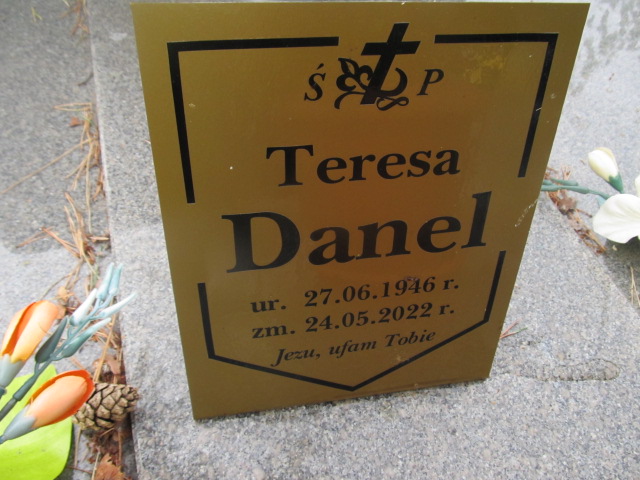 Ś P
Teresa
Danel
ur. 27.06.1946 r.
zm. 24.05.2022 r.
Jezu, ufam Tobie